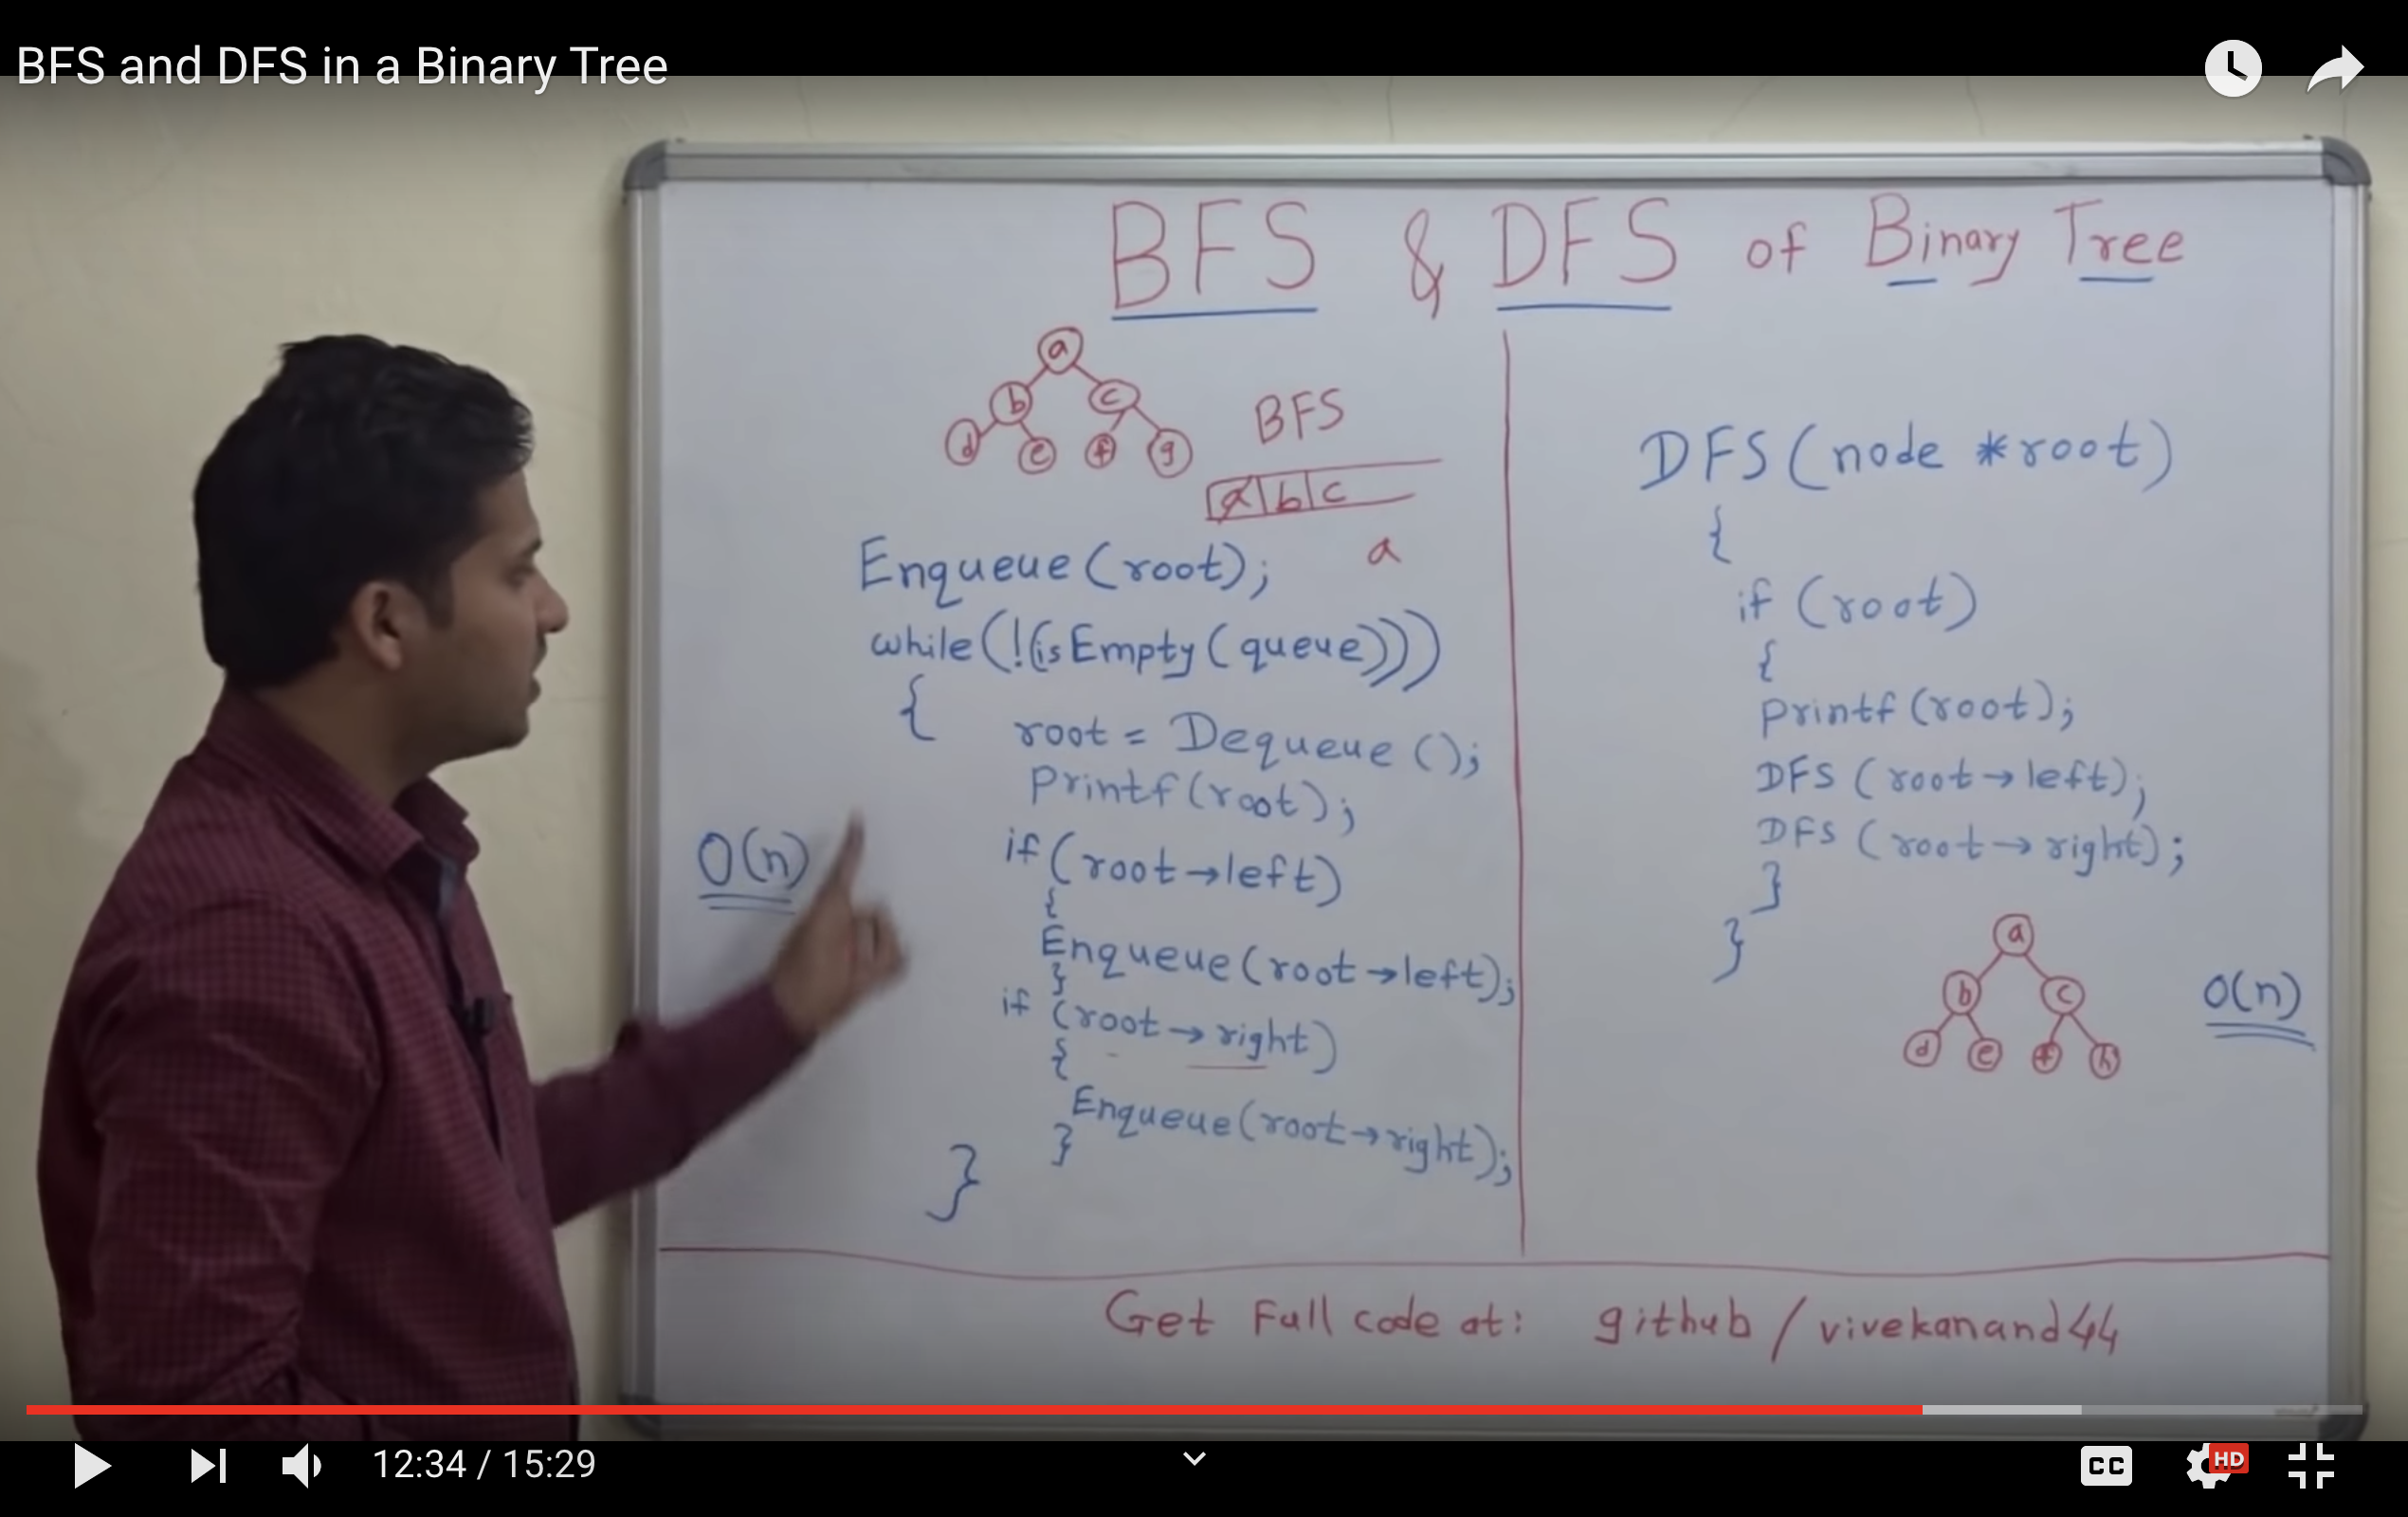 BFS and DFS in a Binary Tree
BFS & DFS of Binary Tree
a
b c
d e f g
BFS
a b c
a
Enqueue(root);
while(!(isEmpty(queue)))
{
root = Dequeue();
Printf(root);
O(n)
if(root→left)
{
Enqueue(root→left);
}
if (root→right)
{
Enqueue(root→right);
}
}
DFS(node *root)
{
if (root)
{
Printf(root);
DFS (root→left);
DFS (root→right);
}
}
a
b c
d e f h
O(n)
Get Full code at: github/vivekanand44
12:34 / 15:29
CC
HD